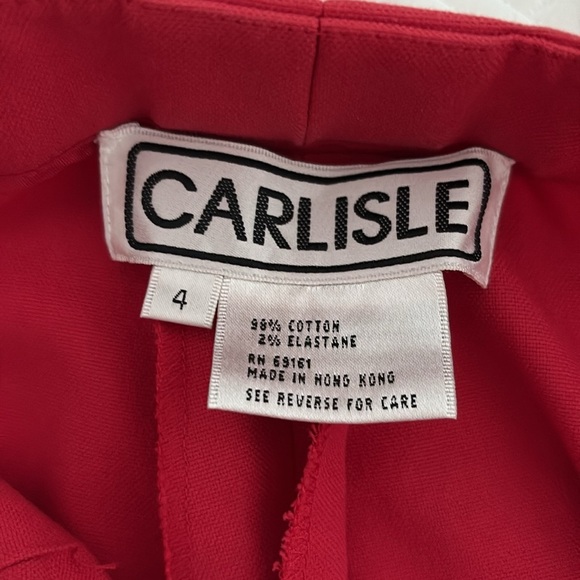 CARLISLE
4
98% COTTON
2% ELASTANE
RN 69161
MADE IN HONG KONG
SEE REVERSE FOR CARE